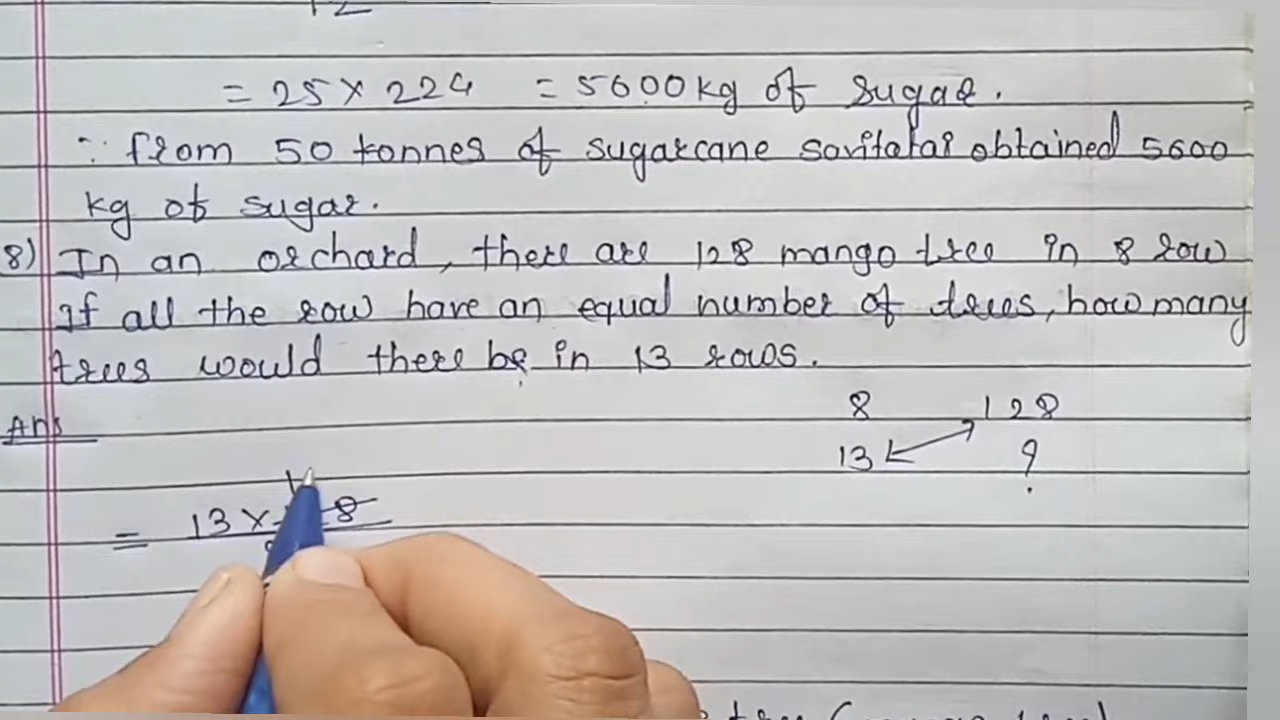 12
= 25 × 224 = 5600 kg of sugar.
∵ from 50 tonnes of sugarcane savitatai obtained 5600
kg of sugar.
8) In an orchard, there are 128 mango tree in 8 row
If all the row have an equal number of trees, how many
trees would there be in 13 rows.
Ans
8 128
13 ?
= 13 × 8